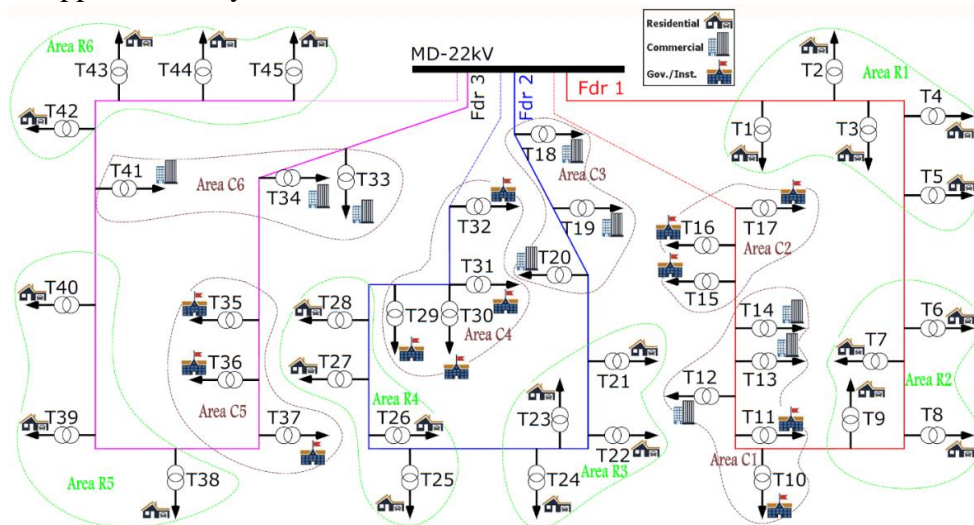 MD-22kV
Fdr 3
Fdr 2
Fdr 1
Residential
Commercial
Gov./Inst.
Area R6
T43
T44
T45
T42
T41
Area C6
T34
T33
T18
Area C3
T19
T20
T32
T31
T29
T30
Area C4
T2
Area R1
T4
T1
T3
T5
T17
T16
Area C2
T15
T14
T13
T12
T11
Area C1
T10
T6
T7
Area R2
T9
T8
T40
T35
T36
Area C5
T37
T39
Area R5
T38
T28
T27
Area R4
T26
T25
T21
T23
T22
Area R3
T24